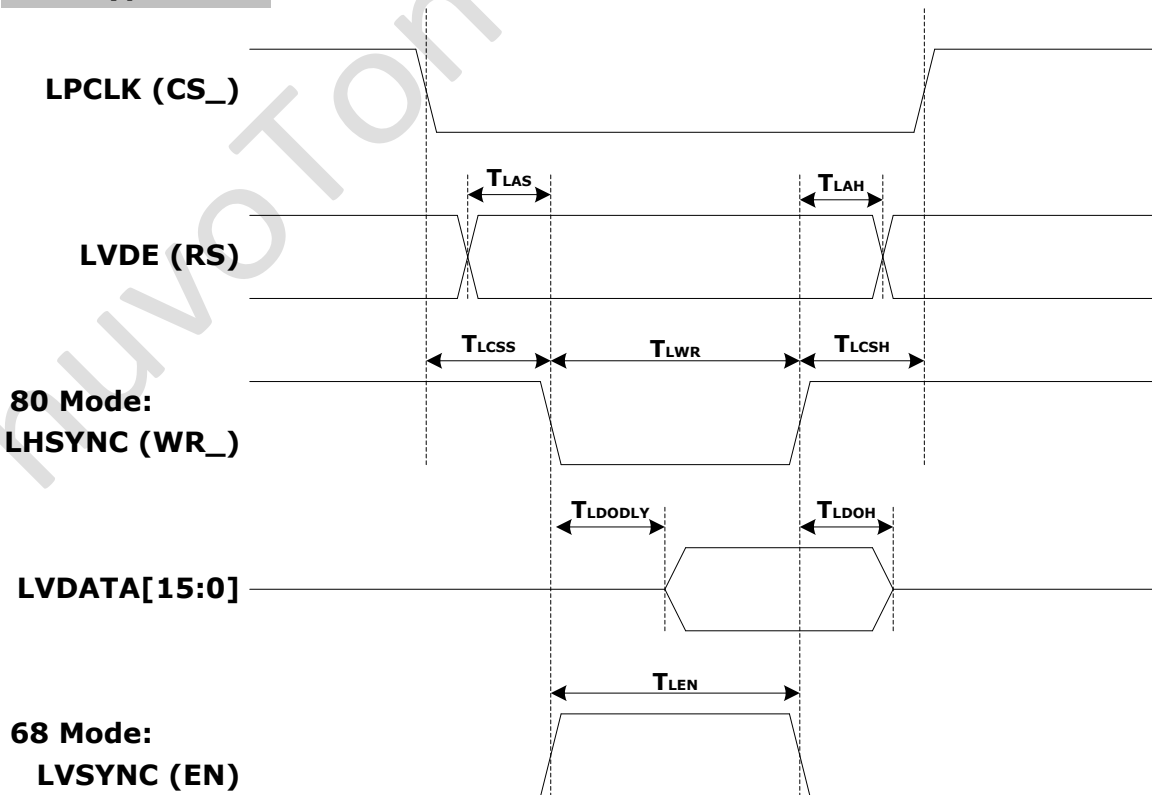 LPCLK (CS_)
TLAS
TLAH
LVDE (RS)
TLCSS
TLWR
TLCSH
80 Mode:
LHSYNC (WR_)
TLDODLY
TLDOH
LVDATA[15:0]
TLEN
68 Mode:
LVSYNC (EN)
nuvoTon